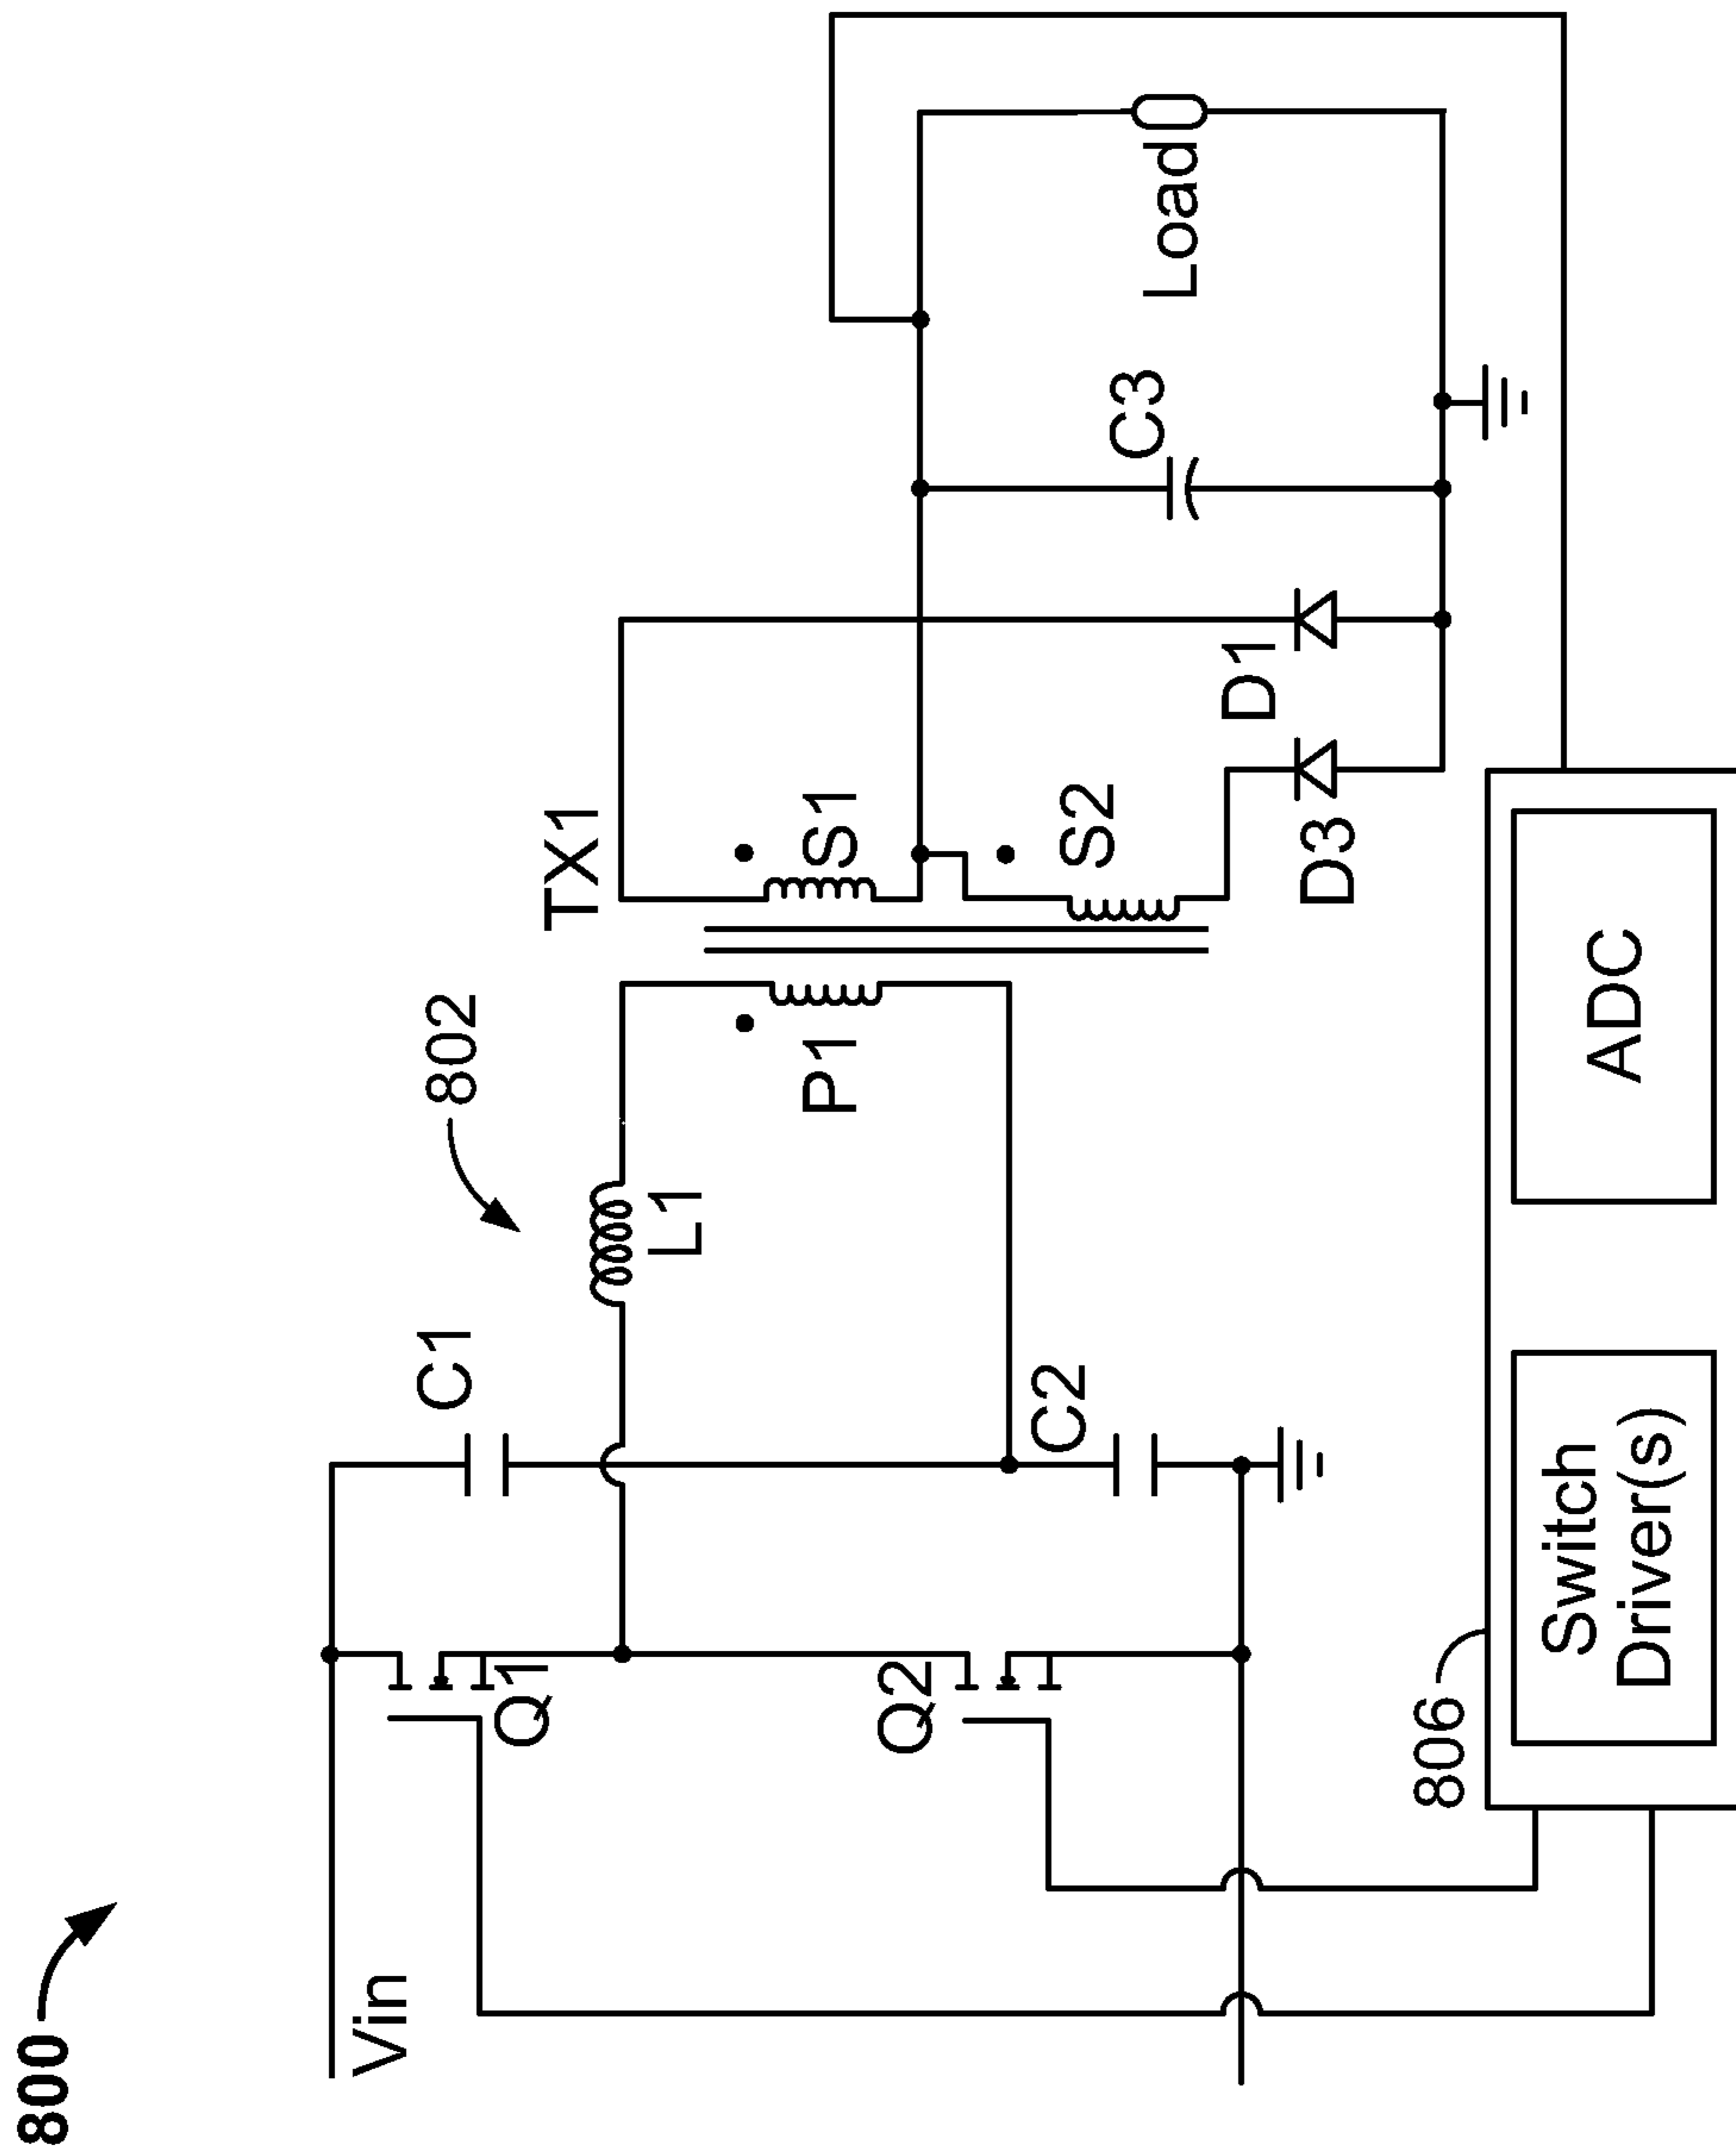 800
Vin
Q1
Q2
C1
C2
L1
802
P1
TX1
S1
S2
D3
D1
C3
Load0
806
Switch
Driver(s)
ADC